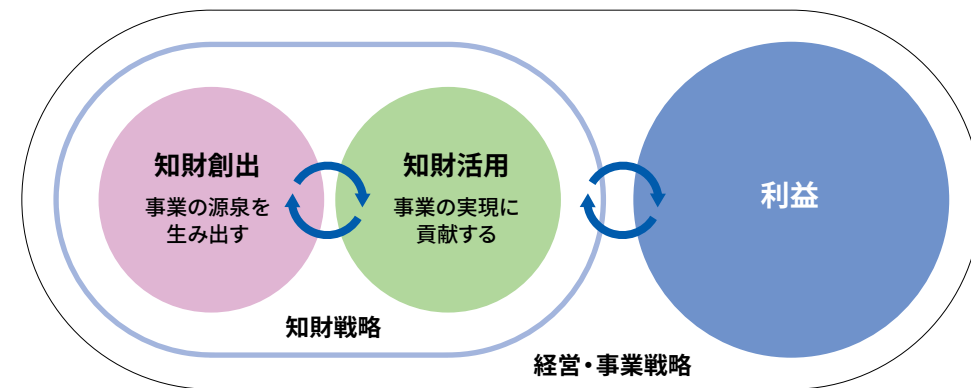 知財創出
事業の源泉を
生み出す
知財活用
事業の実現に
貢献する
利益
知財戦略
経営・事業戦略